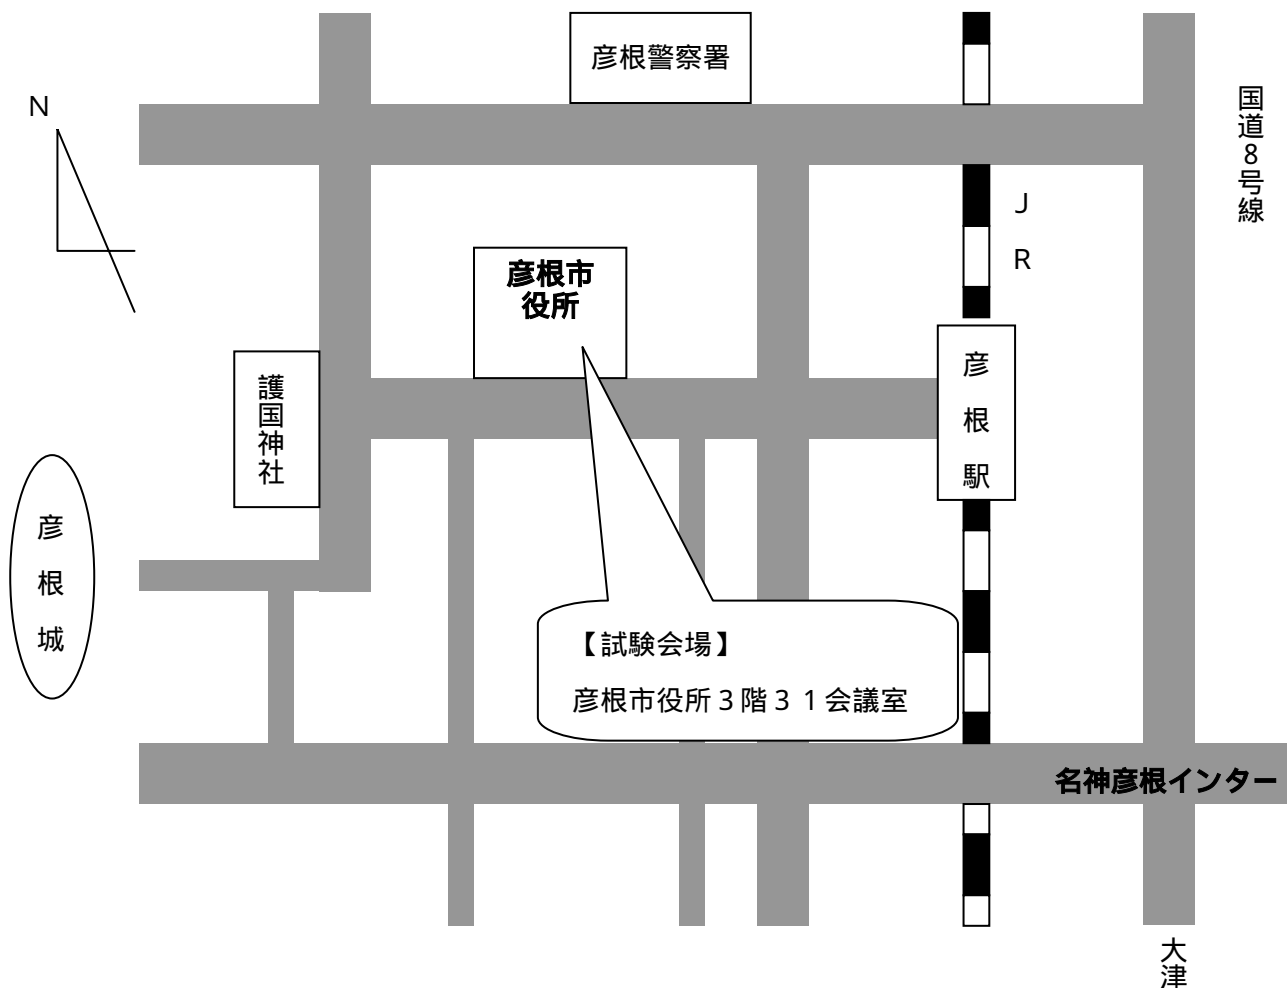 彦根警察署
N
国道8号線
JR
彦根市
役所
彦根駅
護国神社
彦根城
【試験会場】
彦根市役所3階31会議室
名神彦根インター
大津